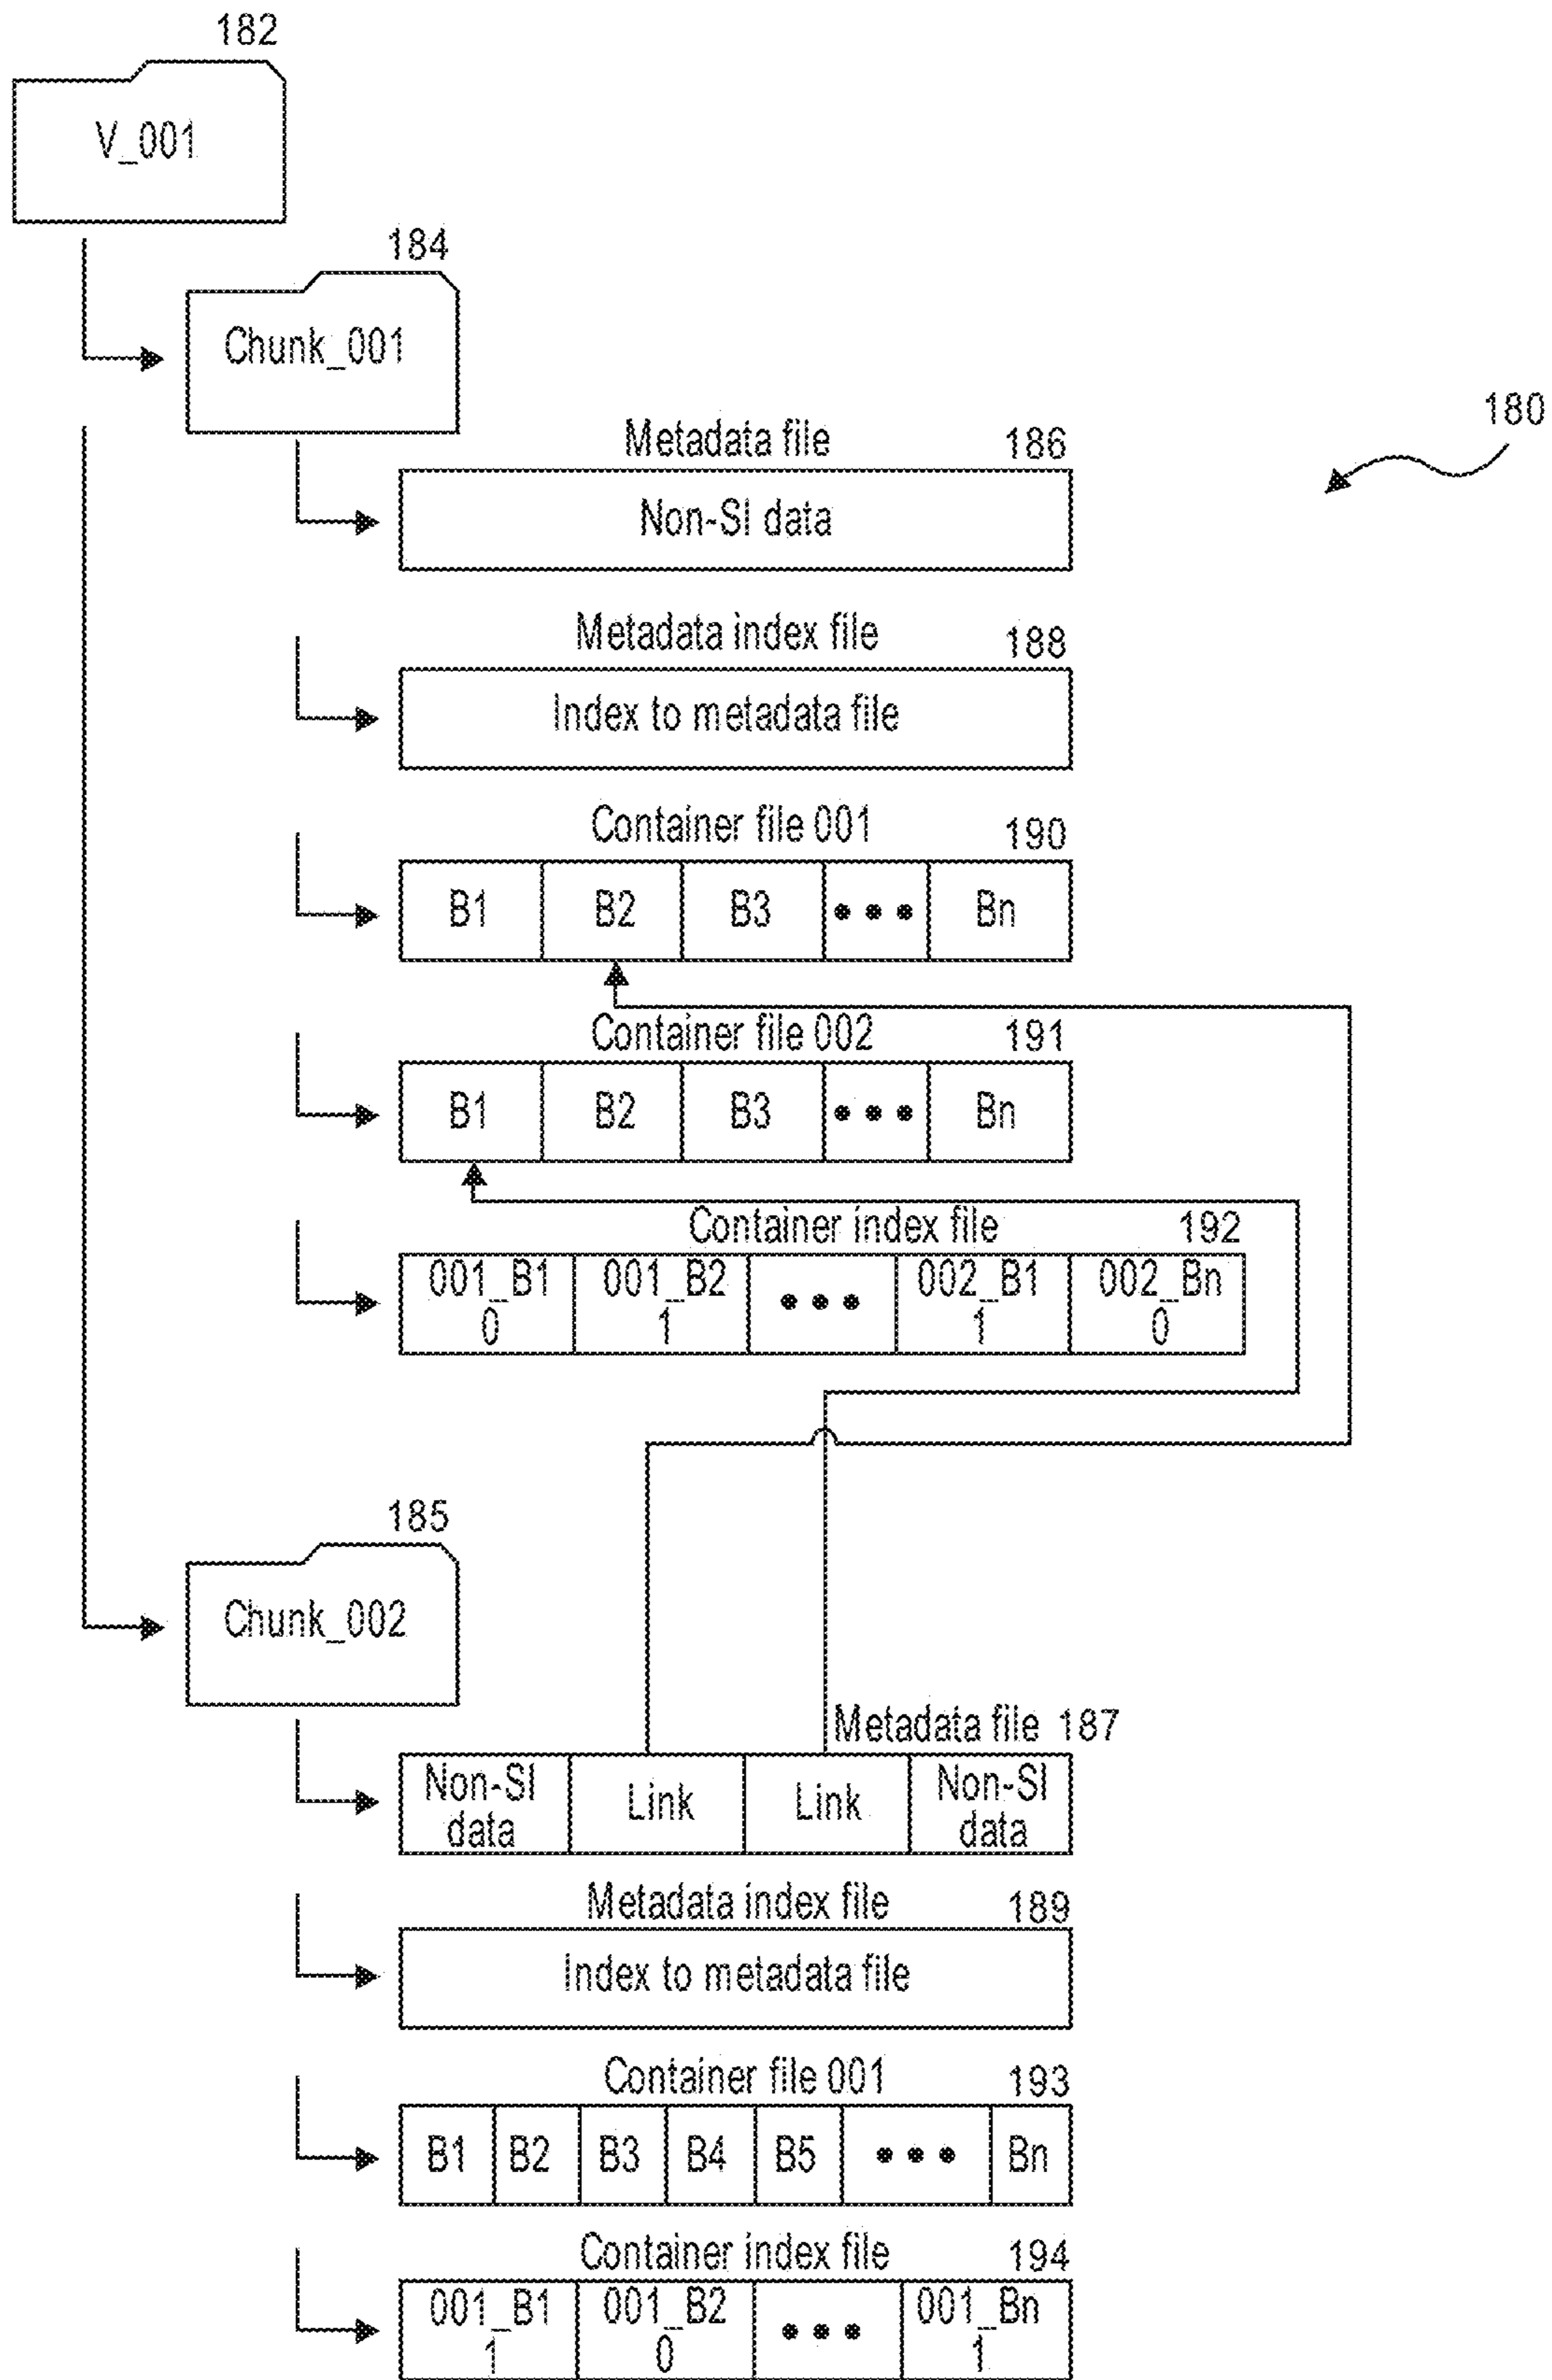 182
V_001
184
Chunk_001
180
Metadata file 186
Non-SI data
Metadata index file 188
Index to metadata file
Container file 001 190
B1 B2 B3 ••• Bn
Container file 002 191
B1 B2 B3 ••• Bn
Container index file 192
001_B1 001_B2 ••• 002_B1 002_Bn
0 1 1 0
185
Chunk_002
Metadata file 187
Non-SI Link Link Non-SI
data data
Metadata index file 189
Index to metadata file
Container file 001 193
B1 B2 B3 B4 B5 ••• Bn
Container index file 194
001_B1 001_B2 ••• 001_Bn
1 0 1